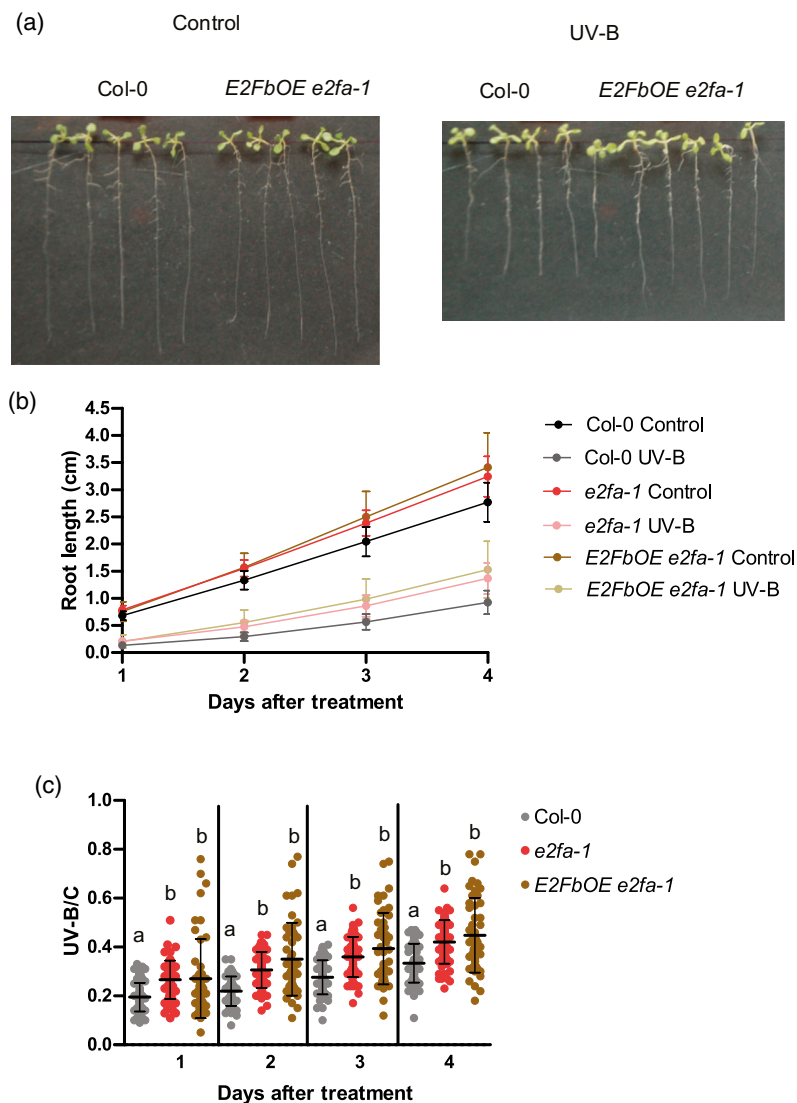 (a)
Control
UV-B
Col-0
E2FbOE e2fa-1
Col-0
E2FbOE e2fa-1
(b)
Root length (cm)
4.5
4.0
3.5
3.0
2.5
2.0
1.5
1.0
0.5
0.0
1
2
3
4
Days after treatment
Col-0 Control
Col-0 UV-B
e2fa-1 Control
e2fa-1 UV-B
E2FbOE e2fa-1 Control
E2FbOE e2fa-1 UV-B
(c)
UV-B/C
1.0
0.8
0.6
0.4
0.2
0.0
a
b
b
a
b
b
a
b
b
a
b
b
1
2
3
4
Days after treatment
Col-0
e2fa-1
E2FbOE e2fa-1